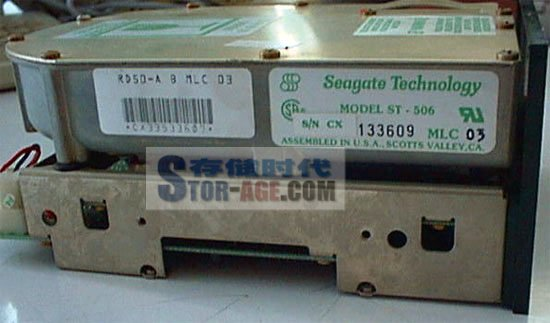 RD50-A B MLC 03
*CX33533607*
Seagate Technology
MODEL ST - 506
S/N CX 133609 MLC 03
ASSEMBLED IN U.S.A., SCOTTS VALLEY, CA.
存储时代
STOR-AGE.COM